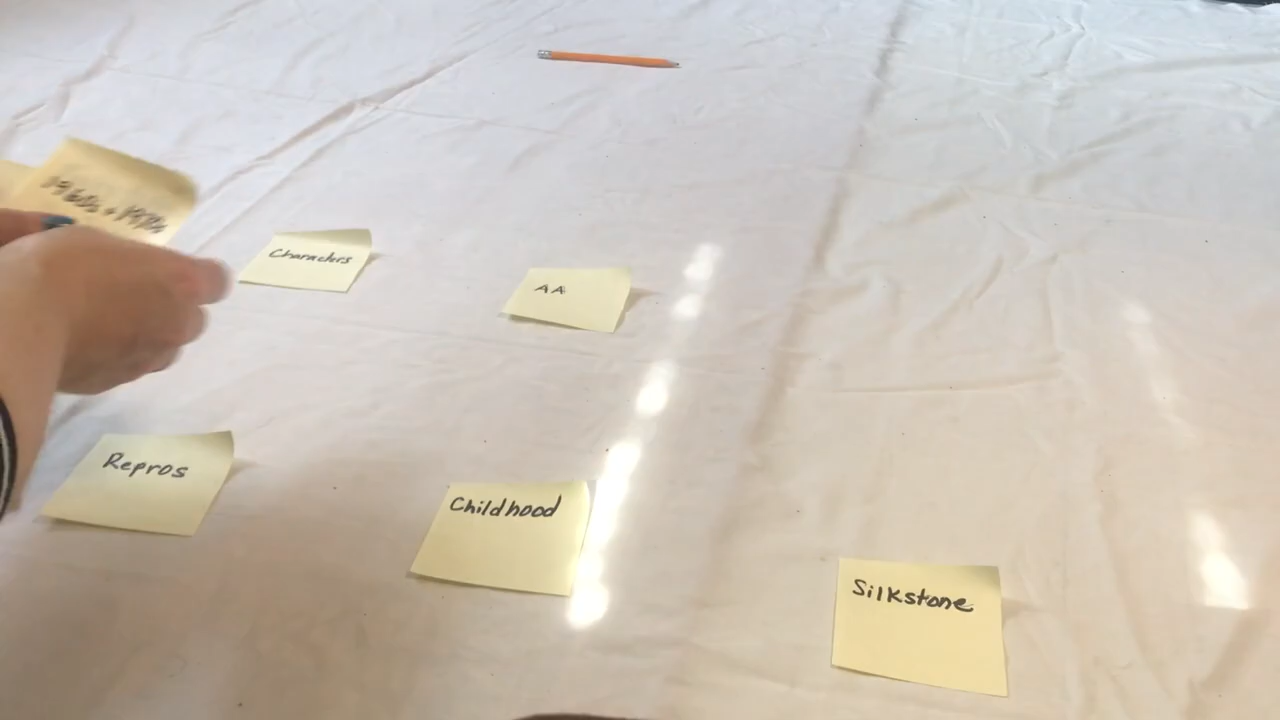 1960s + 1970s
Characters
AA
Repros
Childhood
Silkstone